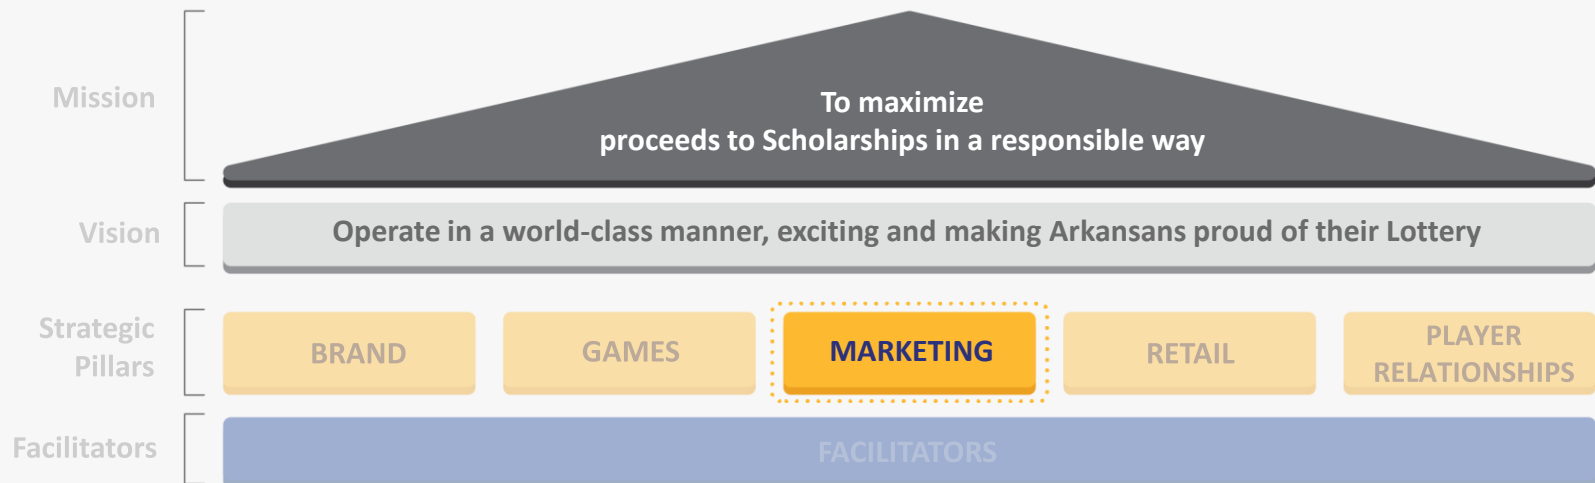 Mission
To maximize
proceeds to Scholarships in a responsible way
Vision
Operate in a world-class manner, exciting and making Arkansans proud of their Lottery
Strategic
Pillars
BRAND
GAMES
MARKETING
RETAIL
PLAYER
RELATIONSHIPS
Facilitators
FACILITATORS